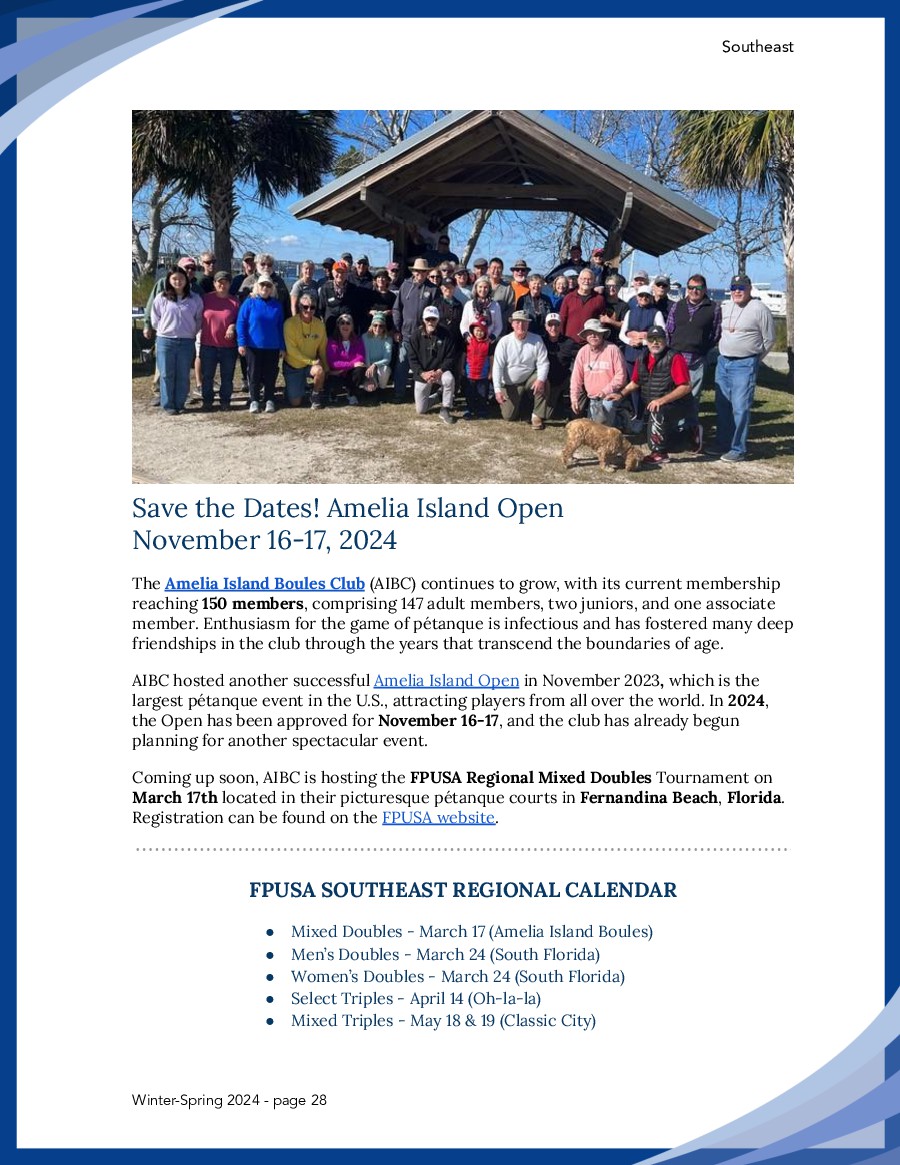 Southeast
Save the Dates! Amelia Island Open
November 16-17, 2024
The Amelia Island Boules Club (AIBC) continues to grow, with its current membership
reaching 150 members, comprising 147 adult members, two juniors, and one associate
member. Enthusiasm for the game of pétanque is infectious and has fostered many deep
friendships in the club through the years that transcend the boundaries of age.
AIBC hosted another successful Amelia Island Open in November 2023, which is the
largest pétanque event in the U.S., attracting players from all over the world. In 2024,
the Open has been approved for November 16-17, and the club has already begun
planning for another spectacular event.
Coming up soon, AIBC is hosting the FPUSA Regional Mixed Doubles Tournament on
March 17th located in their picturesque pétanque courts in Fernandina Beach, Florida.
Registration can be found on the FPUSA website.
FPUSA SOUTHEAST REGIONAL CALENDAR
● Mixed Doubles - March 17 (Amelia Island Boules)
● Men's Doubles - March 24 (South Florida)
● Women's Doubles - March 24 (South Florida)
● Select Triples - April 14 (Oh-la-la)
● Mixed Triples - May 18 & 19 (Classic City)
Winter-Spring 2024 - page 28